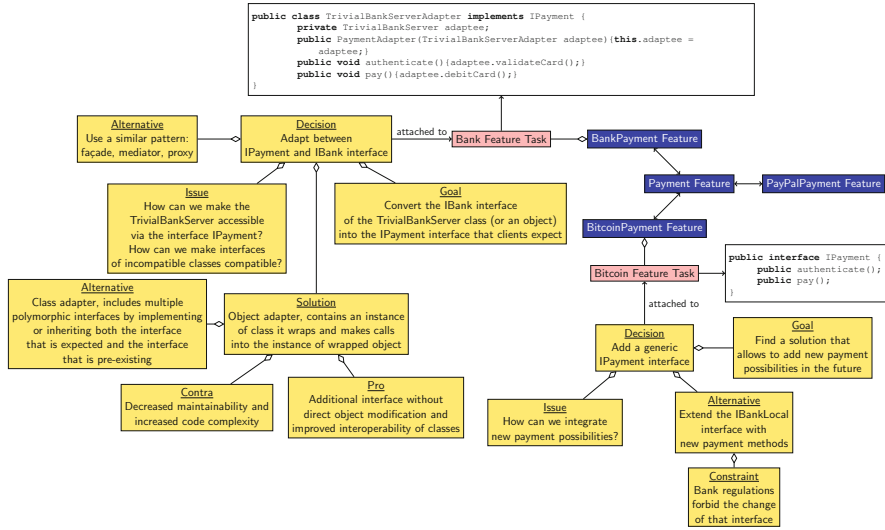 public class TrivialBankServerAdapter implements IPayment {
private TrivialBankServer adaptee;
public PaymentAdapter(TrivialBankServerAdapter adaptee){this.adaptee =
adaptee;}
public void authenticate(){adaptee.validateCard();}
public void pay(){adaptee.debitCard();}
}
Alternative
Use a similar pattern:
façade, mediator, proxy
Decision
Adapt between
IPayment and IBank interface
attached to
Bank Feature Task
BankPayment Feature
Payment Feature
PayPalPayment Feature
BitcoinPayment Feature
Issue
How can we make the
TrivialBankServer accessible
via the interface IPayment?
How can we make interfaces
of incompatible classes compatible?
Goal
Convert the IBank interface
of the TrivialBankServer class (or an object)
into the IPayment interface that clients expect
Bitcoin Feature Task
public interface IPayment {
public authenticate();
public pay();
}
Alternative
Class adapter, includes multiple
polymorphic interfaces by implementing
or inheriting both the interface
that is expected and the interface
that is pre-existing
Solution
Object adapter, contains an instance
of class it wraps and makes calls
into the instance of wrapped object
attached to
Decision
Add a generic
IPayment interface
Goal
Find a solution that
allows to add new payment
possibilities in the future
Contra
Decreased maintainability and
increased code complexity
Pro
Additional interface without
direct object modification and
improved interoperability of classes
Issue
How can we integrate
new payment possibilities?
Alternative
Extend the IBankLocal
interface with
new payment methods
Constraint
Bank regulations
forbid the change
of that interface